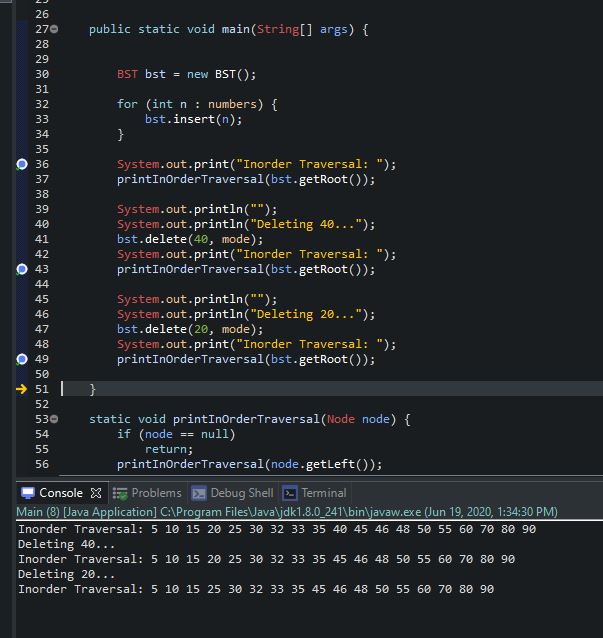 25
26
27 public static void main(String[] args) {
28
29
30 BST bst = new BST();
31
32 for (int n : numbers) {
33 bst.insert(n);
34 }
35
36 System.out.print("Inorder Traversal: ");
37 printInOrderTraversal(bst.getRoot());
38
39 System.out.println("");
40 System.out.println("Deleting 40...");
41 bst.delete(40, mode);
42 System.out.print("Inorder Traversal: ");
43 printInOrderTraversal(bst.getRoot());
44
45 System.out.println("");
46 System.out.println("Deleting 20...");
47 bst.delete(20, mode);
48 System.out.print("Inorder Traversal: ");
49 printInOrderTraversal(bst.getRoot());
50
51 }
52
53 static void printInOrderTraversal(Node node) {
54 if (node == null)
55 return;
56 printInOrderTraversal(node.getLeft());
Console Problems Debug Shell Terminal
Main (8) [Java Application] C:\Program Files\Java\jdk1.8.0_241\bin\javaw.exe (Jun 19, 2020, 1:34:30 PM)
Inorder Traversal: 5 10 15 20 25 30 32 33 35 40 45 46 48 50 55 60 70 80 90
Deleting 40...
Inorder Traversal: 5 10 15 20 25 30 32 33 35 45 46 48 50 55 60 70 80 90
Deleting 20...
Inorder Traversal: 5 10 15 25 30 32 33 35 45 46 48 50 55 60 70 80 90